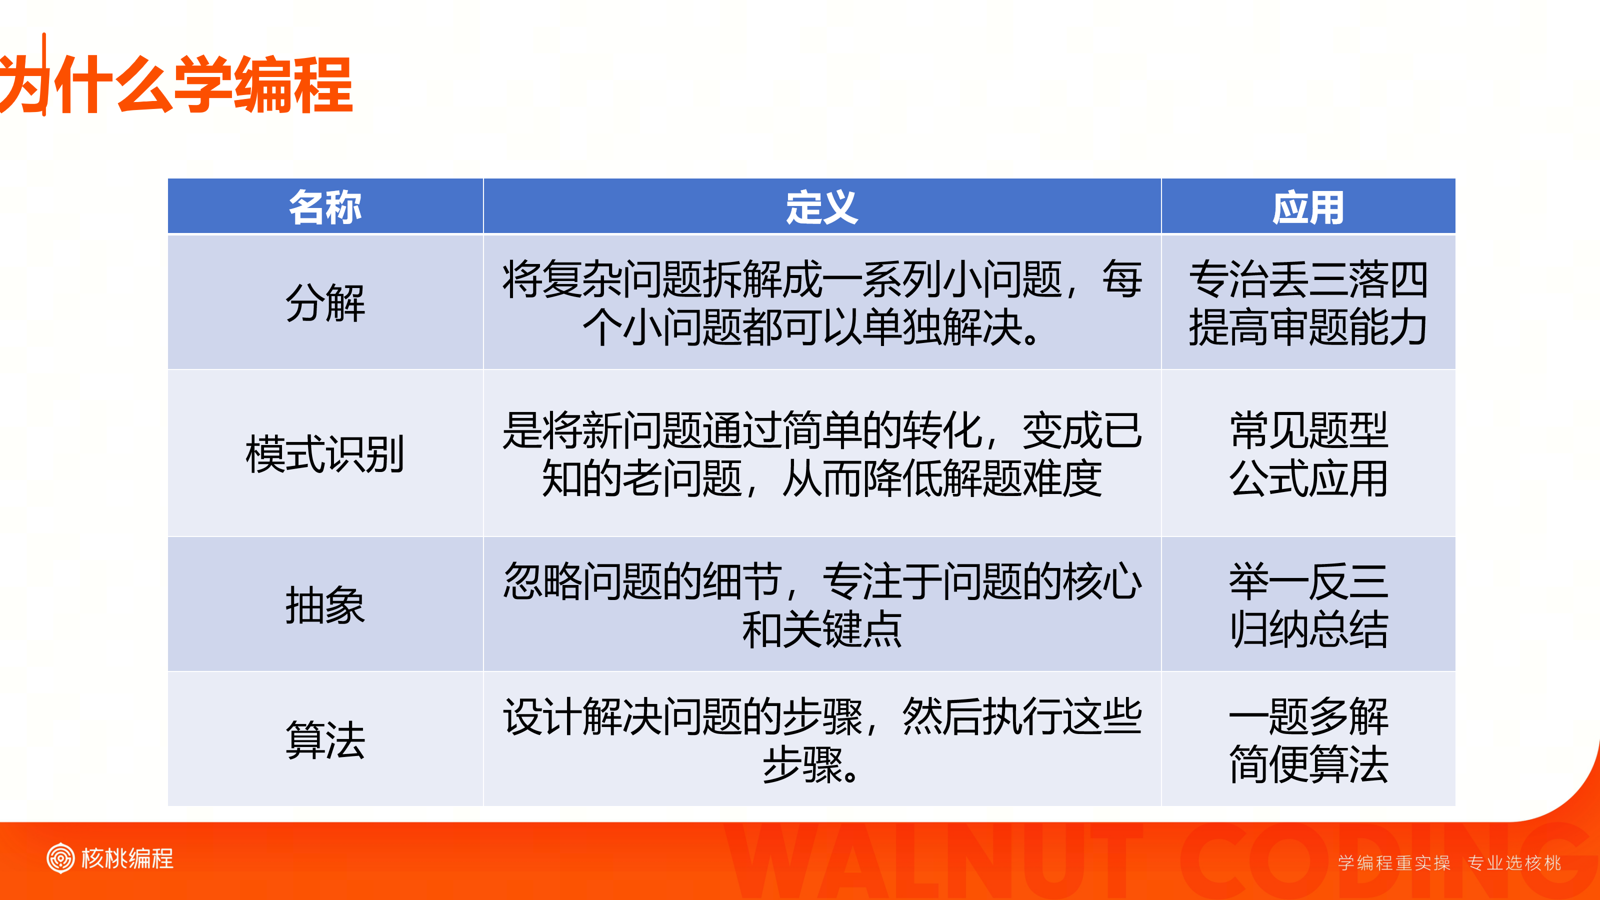 为什么学编程
名称
定义
应用
分解
将复杂问题拆解成一系列小问题，每
个小问题都可以单独解决。
专治丢三落四
提高审题能力
模式识别
是将新问题通过简单的转化，变成已
知的老问题，从而降低解题难度
常见题型
公式应用
抽象
忽略问题的细节，专注于问题的核心
和关键点
举一反三
归纳总结
算法
设计解决问题的步骤，然后执行这些
步骤。
一题多解
简便算法
核桃编程
WALNUT CODING
学编程重实操 专业选核桃